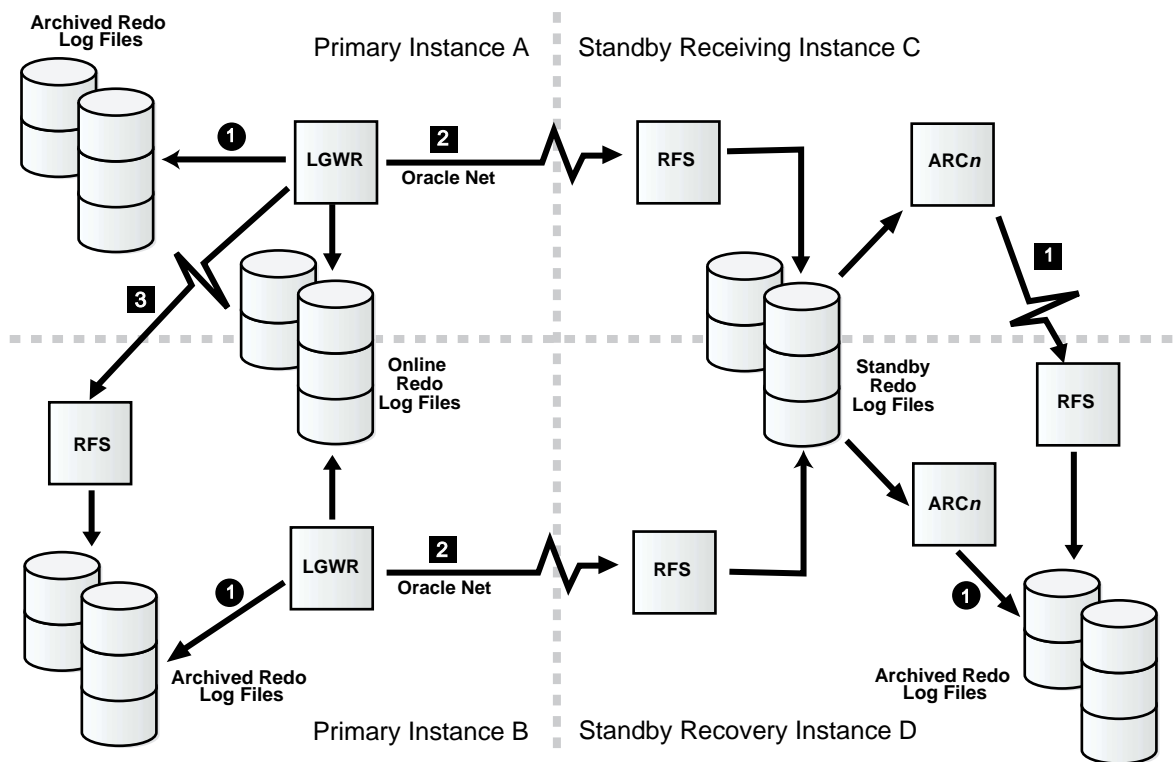 Archived Redo
Log Files
Primary Instance A
Standby Receiving Instance C
1
LGWR
2
Oracle Net
RFS
ARCn
1
3
Online
Redo
Log Files
Standby
Redo
Log Files
RFS
RFS
ARCn
LGWR
2
Oracle Net
RFS
1
1
Archived Redo
Log Files
Archived Redo
Log Files
Primary Instance B
Standby Recovery Instance D